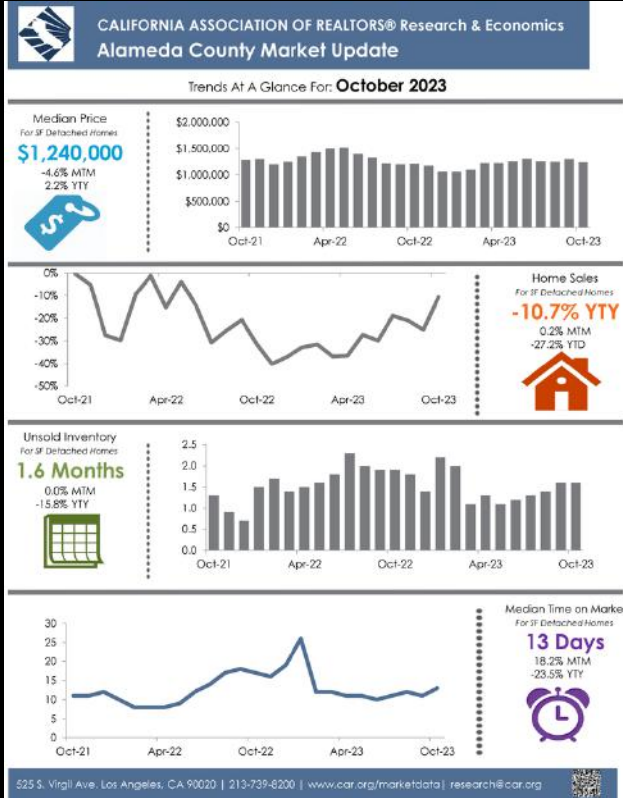 CALIFORNIA ASSOCIATION OF REALTORS® Research & Economics
Alameda County Market Update
Trends At A Glance For: October 2023
Median Price
For SF Detached Homes
$1,240,000
-4.6% MTM
2.2% YTY
$
$2,000,000
$1,500,000
$1,000,000
$500,000
$0
Oct-21 Apr-22 Oct-22 Apr-23 Oct-23
0%
-10%
-20%
-30%
-40%
-50%
Oct-21 Apr-22 Oct-22 Apr-23 Oct-23
Home Sales
For SF Detached Homes
-10.7% YTY
0.2% MTM
-27.2% YTD
Unsold Inventory
For SF Detached Homes
1.6 Months
0.0% MTM
-15.8% YTY
2.5
2.0
1.5
1.0
0.5
0.0
Oct-21 Apr-22 Oct-22 Apr-23 Oct-23
30
25
20
15
10
5
0
Oct-21 Apr-22 Oct-22 Apr-23 Oct-23
Median Time on Marke
For SF Detached Homes
13 Days
18.2% MTM
-23.5% YTY
525 S. Virgil Ave. Los Angeles, CA 90020 | 213-739-8200 | www.car.org/marketdata| research@car.org